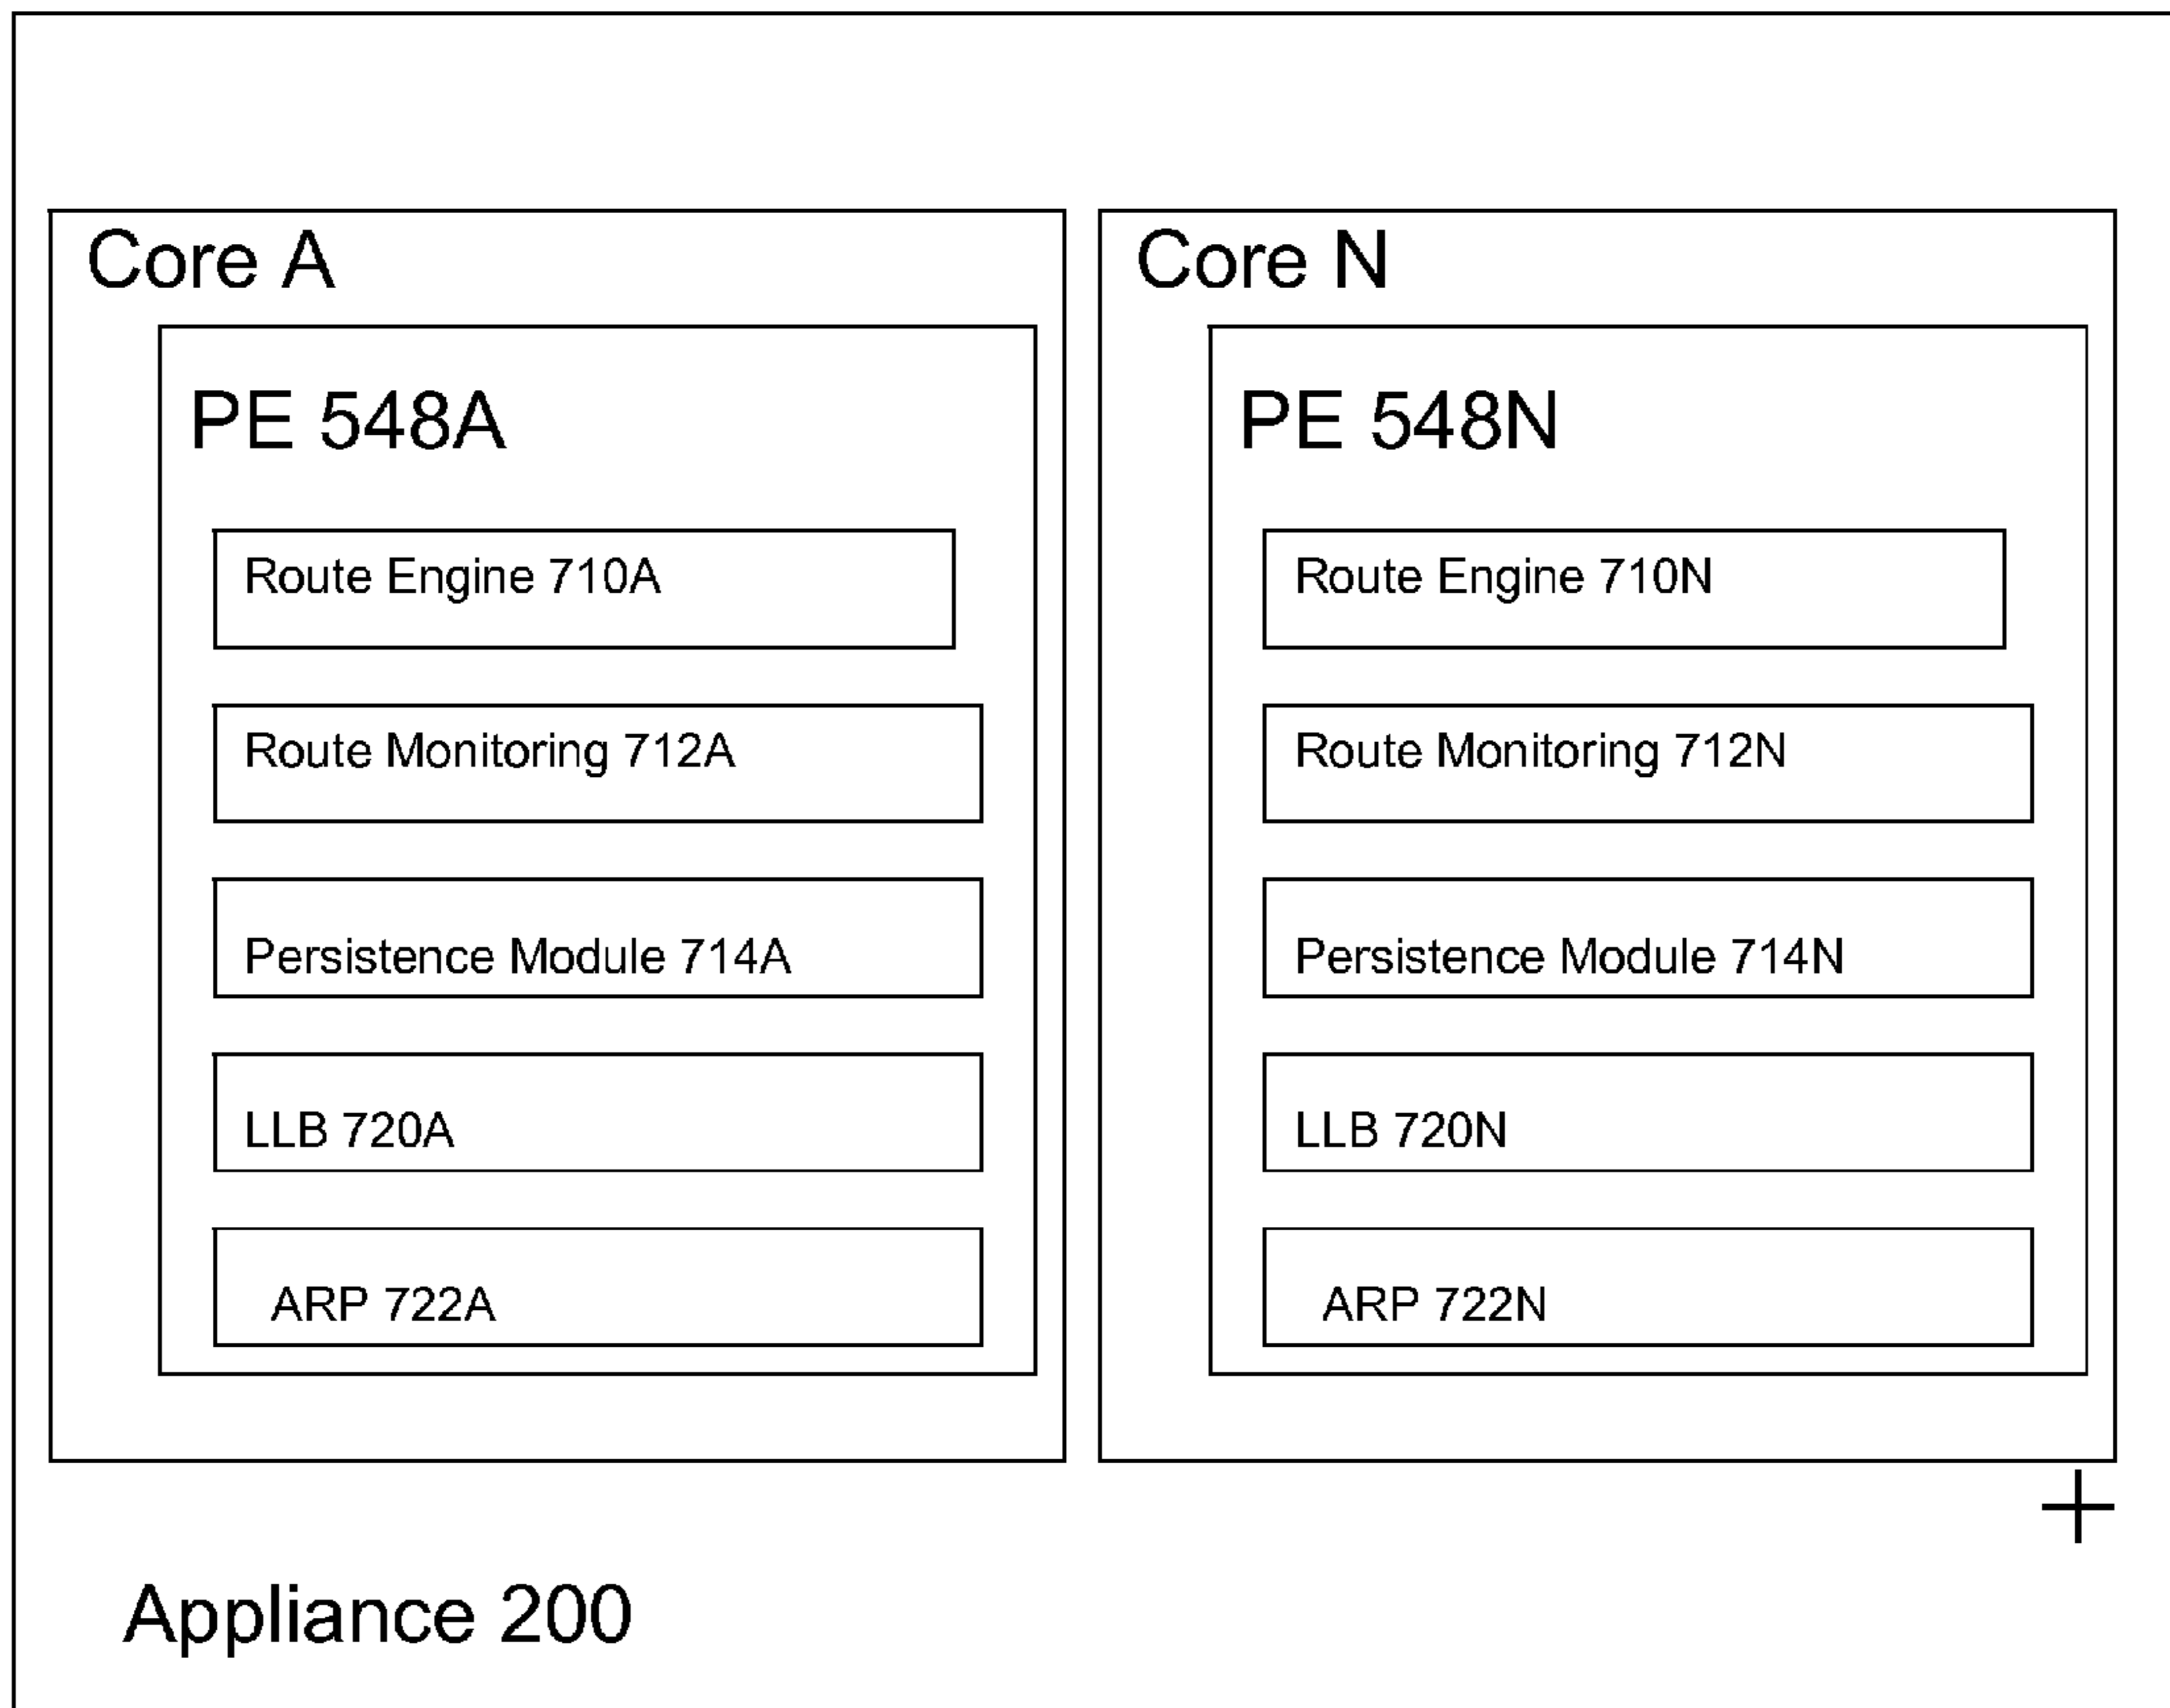 Core A
PE 548A
Route Engine 710A
Route Monitoring 712A
Persistence Module 714A
LLB 720A
ARP 722A
Core N
PE 548N
Route Engine 710N
Route Monitoring 712N
Persistence Module 714N
LLB 720N
ARP 722N
Appliance 200